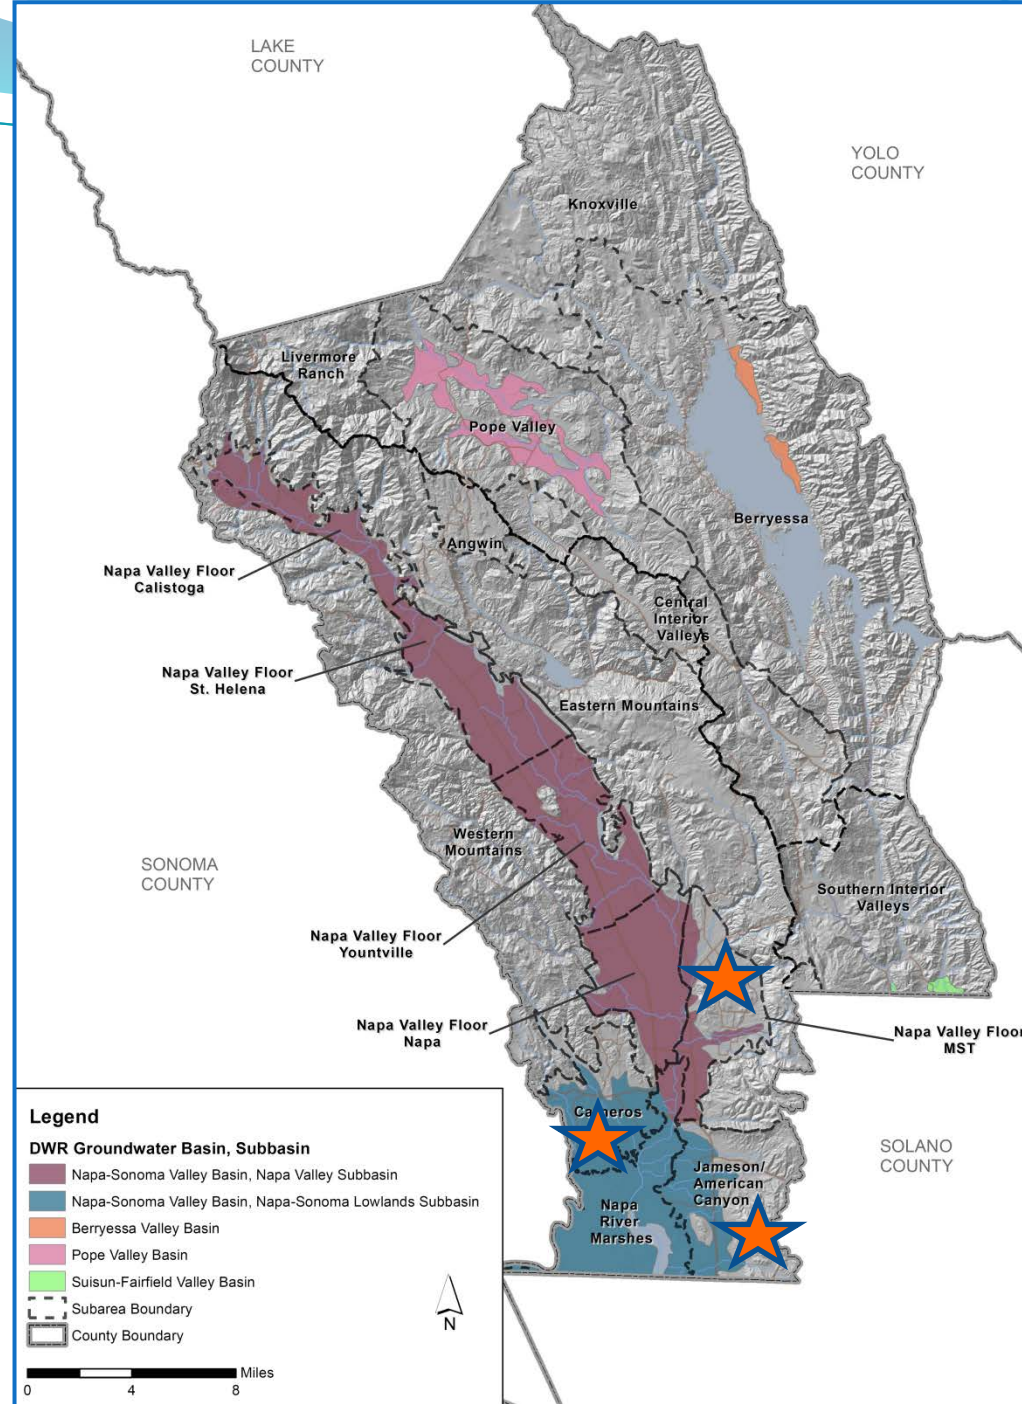 LAKE
COUNTY
YOLO
COUNTY
Knoxville
Livermore
Ranch
Pope Valley
Berryessa
Angwin
Napa Valley Floor
Calistoga
Central
Interior
Valleys
Napa Valley Floor
St. Helena
Eastern Mountains
Western
Mountains
SONOMA
COUNTY
Southern Interior
Valleys
Napa Valley Floor
Yountville
Napa Valley Floor
Napa
Napa Valley Floor
MST
Carneros
SOLANO
COUNTY
Jameson/
American
Canyon
Napa
River
Marshes
Legend
DWR Groundwater Basin, Subbasin
Napa-Sonoma Valley Basin, Napa Valley Subbasin
Napa-Sonoma Valley Basin, Napa-Sonoma Lowlands Subbasin
Berryessa Valley Basin
Pope Valley Basin
Suisun-Fairfield Valley Basin
Subarea Boundary
County Boundary
N
Miles
0 4 8